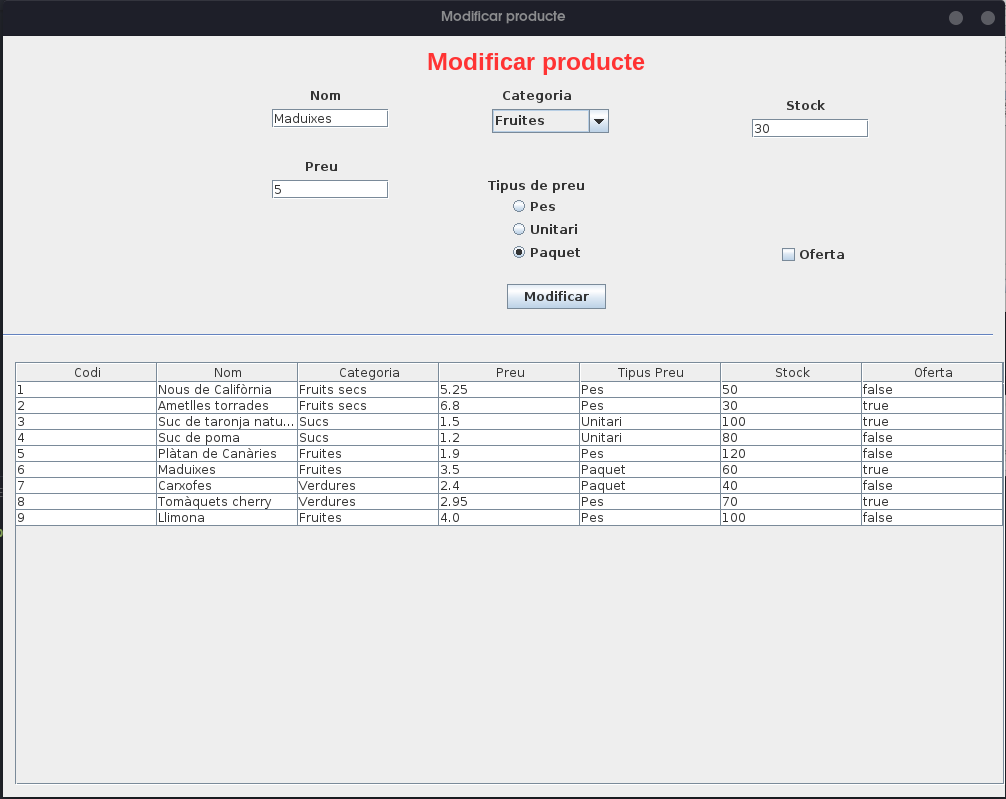 Modificar producte
Modificar producte
Nom
Categoria
Stock
Maduixes
Fruites
30
Preu
5
Tipus de preu
Pes
Unitari
Paquet
Oferta
Modificar
Codi Nom Categoria Preu Tipus Preu Stock Oferta
1 Nous de Califòrnia Fruits secs 5.25 Pes 50 false
2 Ametlles torrades Fruits secs 6.8 Pes 30 true
3 Suc de taronja natu... Sucs 1.5 Unitari 100 true
4 Suc de poma Sucs 1.2 Unitari 80 false
5 Plàtan de Canàries Fruites 1.9 Pes 120 false
6 Maduixes Fruites 3.5 Paquet 60 true
7 Carxofes Verdures 2.4 Paquet 40 false
8 Tomàquets cherry Verdures 2.95 Pes 70 true
9 Llimona Fruites 4.0 Pes 100 false